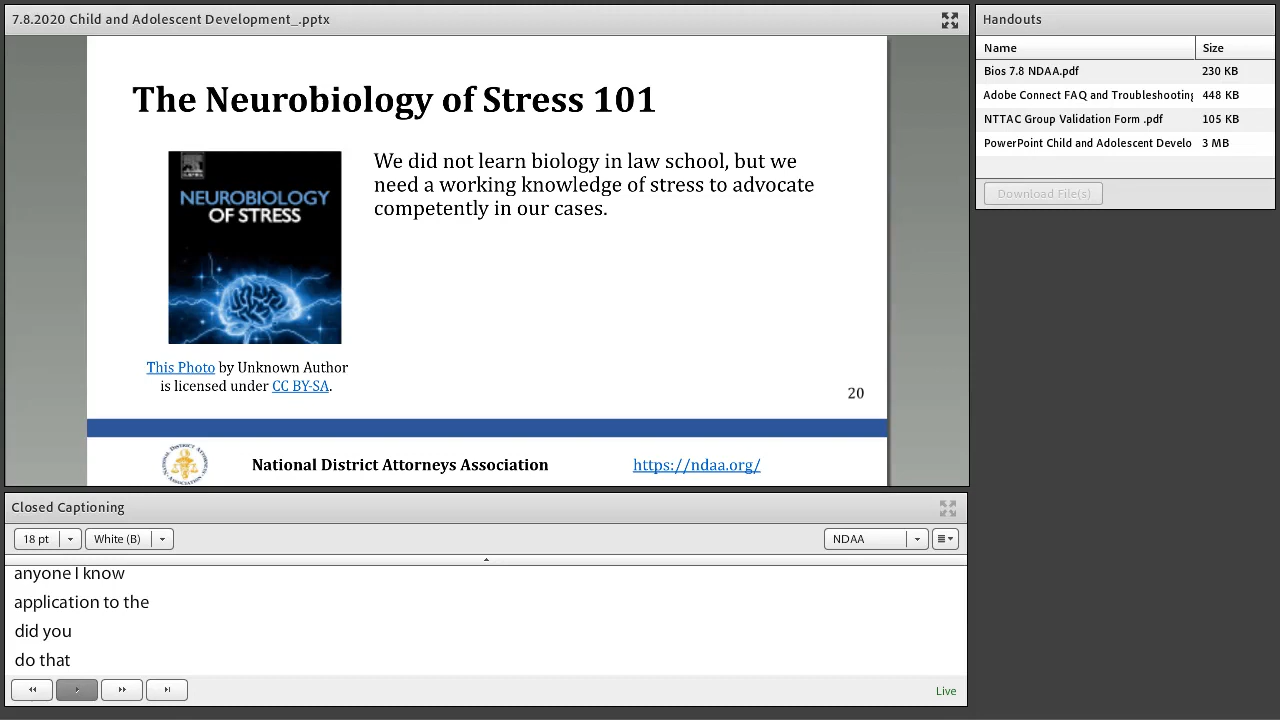 7.8.2020 Child and Adolescent Development_.pptx
The Neurobiology of Stress 101
NEUROBIOLOGY
OF STRESS
We did not learn biology in law school, but we
need a working knowledge of stress to advocate
competently in our cases.
This Photo by Unknown Author
is licensed under CC BY-SA.
20
National District Attorneys Association
https://ndaa.org/
Handouts
Name Size
Bios 7.8 NDAA.pdf 230 KB
Adobe Connect FAQ and Troubleshooting 448 KB
NTTAC Group Validation Form .pdf 105 KB
PowerPoint Child and Adolescent Develo 3 MB
Download File(s)
Closed Captioning
18 pt White (B) NDAA
anyone I know
application to the
did you
do that
Live